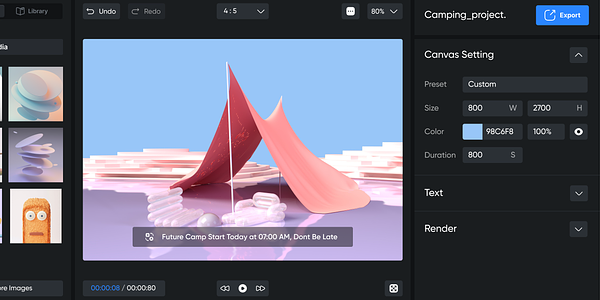 Library
Undo
Redo
4 : 5
80%
Camping_project.
Export
dia
Canvas Setting
Preset
Custom
Size
800 W
2700 H
Color
98C6F8
100%
Duration
800 S
Text
Render
Future Camp Start Today at 07:00 AM, Dont Be Late
ore Images
00:00:08 / 00:00:80